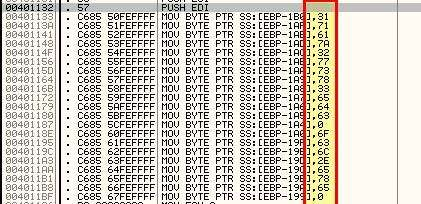 00401132 . 57 PUSH EDI
00401133 . C685 50FEFFFF MOV BYTE PTR SS:[EBP-1B0],31
0040113A . C685 51FEFFFF MOV BYTE PTR SS:[EBP-1AF],71
00401141 . C685 52FEFFFF MOV BYTE PTR SS:[EBP-1AE],61
00401148 . C685 53FEFFFF MOV BYTE PTR SS:[EBP-1AD],7A
0040114F . C685 54FEFFFF MOV BYTE PTR SS:[EBP-1AC],32
00401156 . C685 55FEFFFF MOV BYTE PTR SS:[EBP-1AB],77
0040115D . C685 56FEFFFF MOV BYTE PTR SS:[EBP-1AA],73
00401164 . C685 57FEFFFF MOV BYTE PTR SS:[EBP-1A9],78
0040116B . C685 58FEFFFF MOV BYTE PTR SS:[EBP-1A8],33
00401172 . C685 59FEFFFF MOV BYTE PTR SS:[EBP-1A7],65
00401179 . C685 5AFEFFFF MOV BYTE PTR SS:[EBP-1A6],64
00401180 . C685 5BFEFFFF MOV BYTE PTR SS:[EBP-1A5],63
00401187 . C685 5CFEFFFF MOV BYTE PTR SS:[EBP-1A4],0
0040118E . C685 60FEFFFF MOV BYTE PTR SS:[EBP-1A0],6F
00401195 . C685 61FEFFFF MOV BYTE PTR SS:[EBP-19F],63
0040119C . C685 62FEFFFF MOV BYTE PTR SS:[EBP-19E],6C
004011A3 . C685 63FEFFFF MOV BYTE PTR SS:[EBP-19D],2E
004011AA . C685 64FEFFFF MOV BYTE PTR SS:[EBP-19C],65
004011B1 . C685 65FEFFFF MOV BYTE PTR SS:[EBP-19B],78
004011B8 . C685 66FEFFFF MOV BYTE PTR SS:[EBP-19A],65
004011BF . C685 67FEFFFF MOV BYTE PTR SS:[EBP-199],0